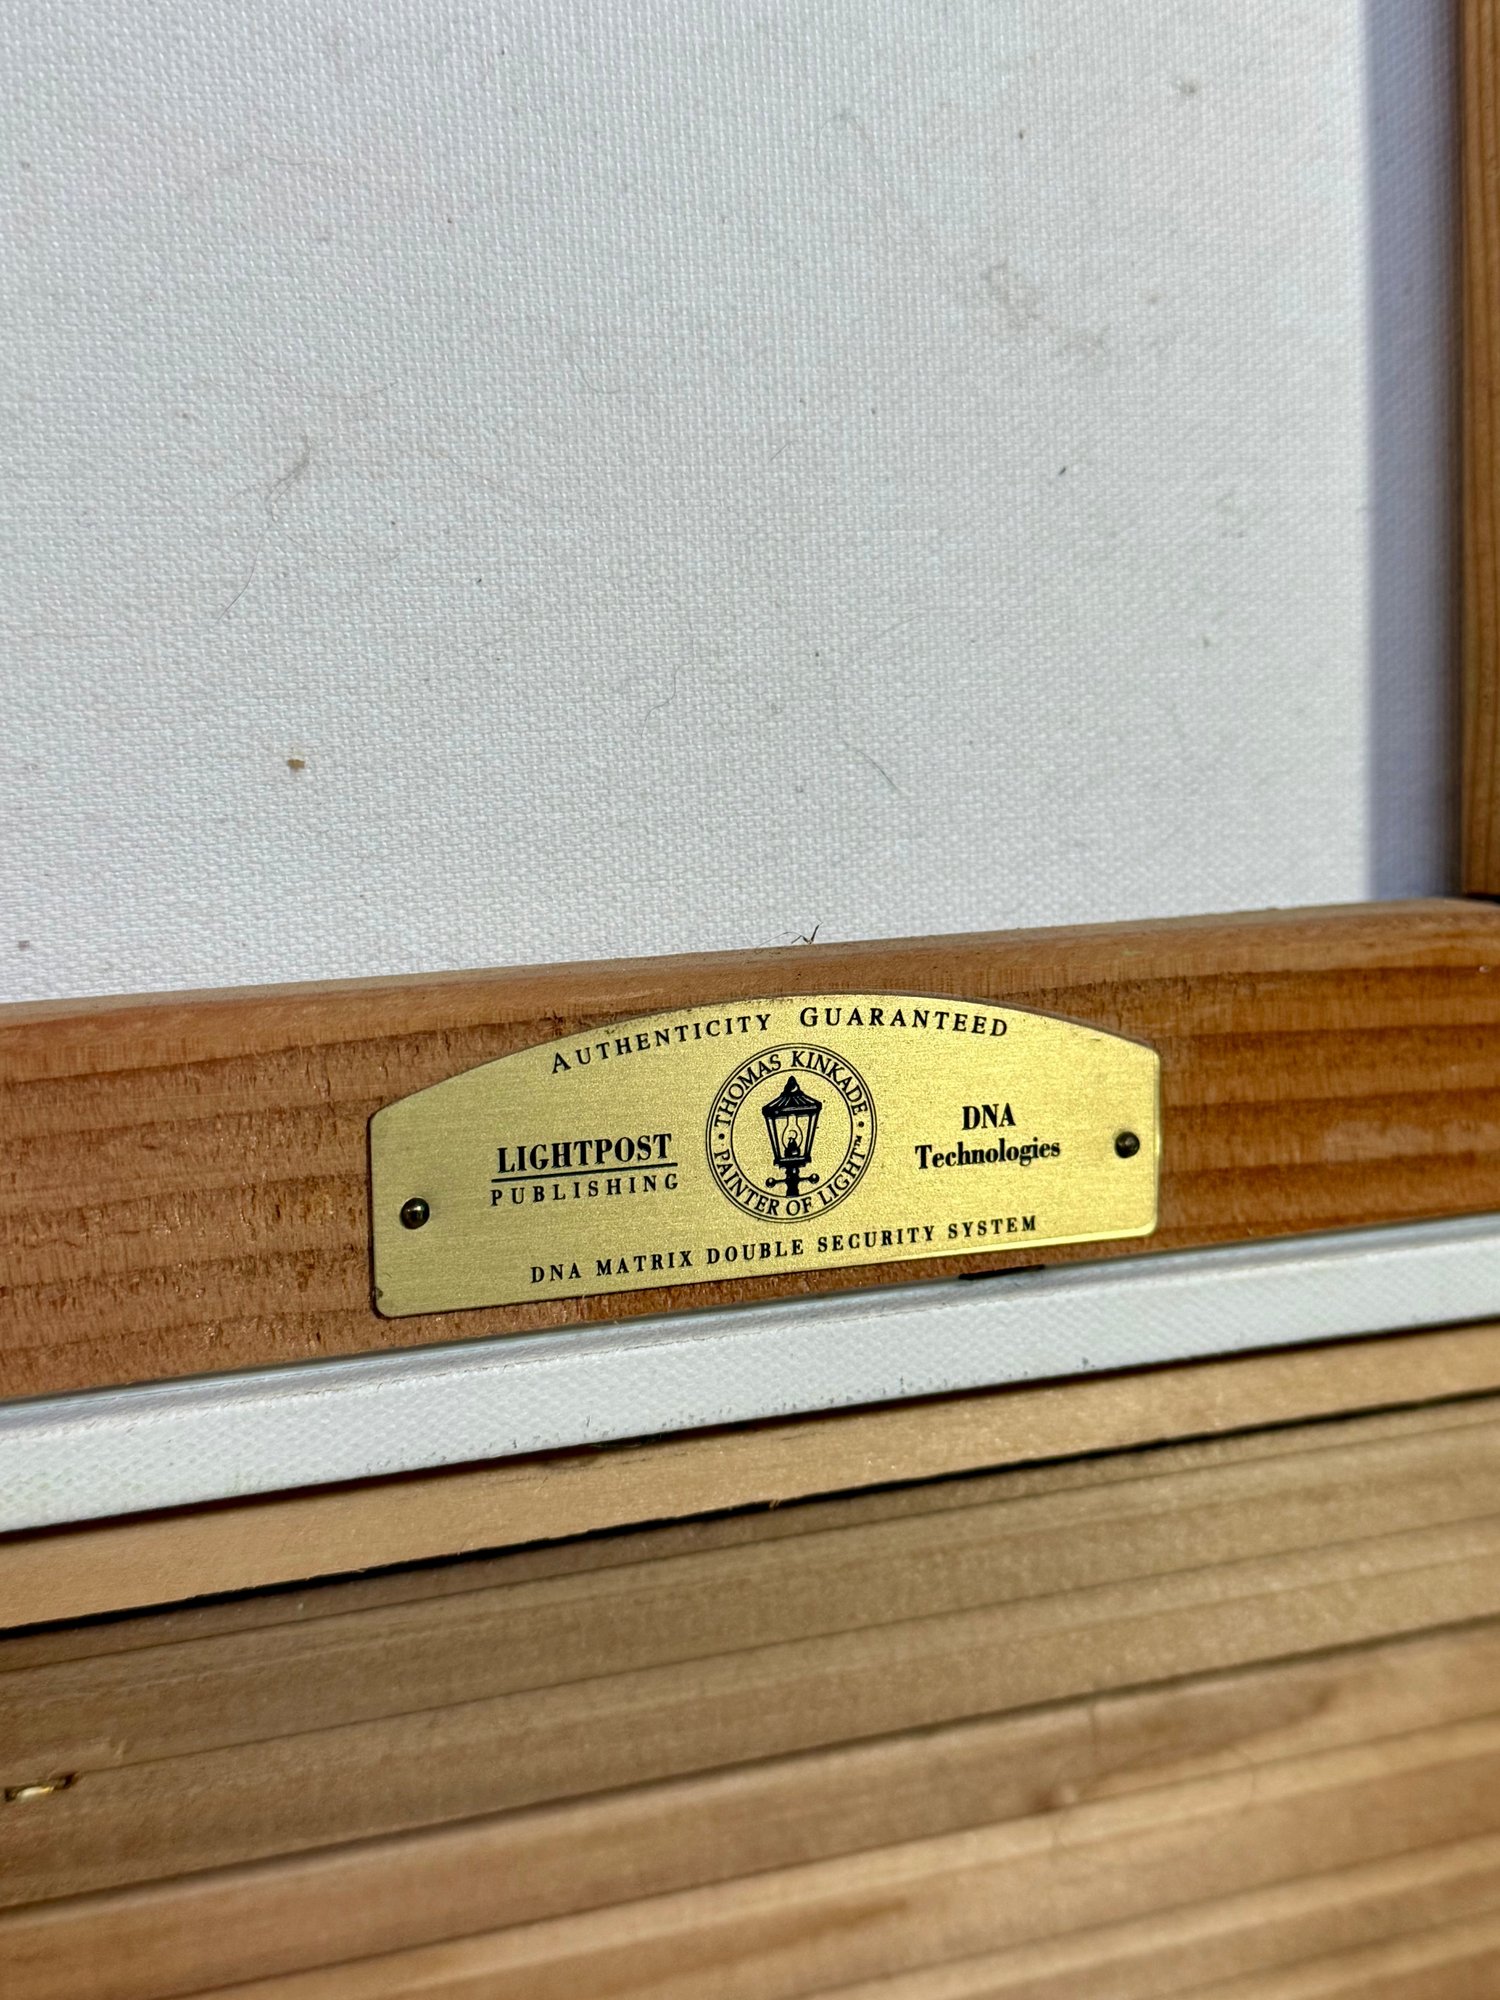 AUTHENTICITY GUARANTEED
LIGHTPOST
PUBLISHING
THOMAS KINKADE
• PAINTER OF LIGHT™ •
DNA
Technologies
DNA MATRIX DOUBLE SECURITY SYSTEM